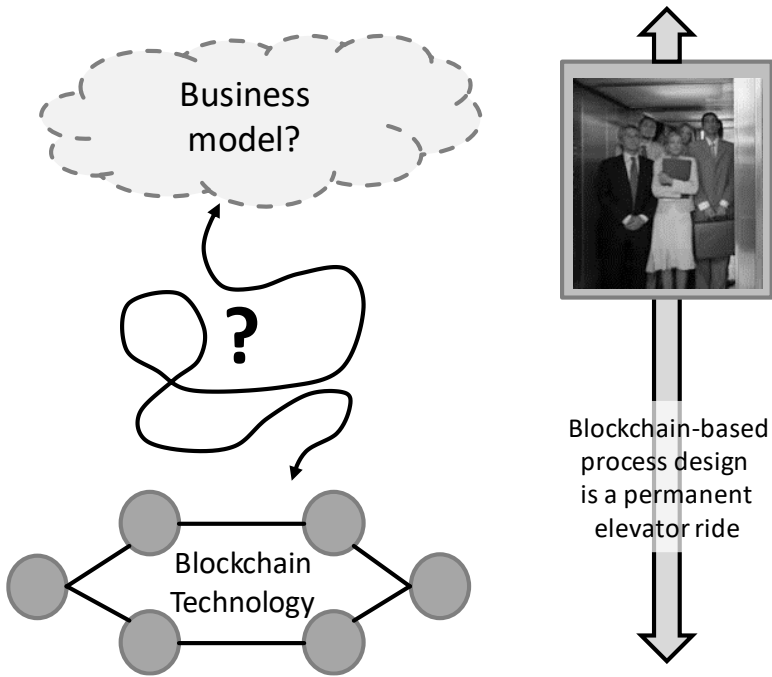 Business
model?
?
Blockchain
Technology
Blockchain-based
process design
is a permanent
elevator ride